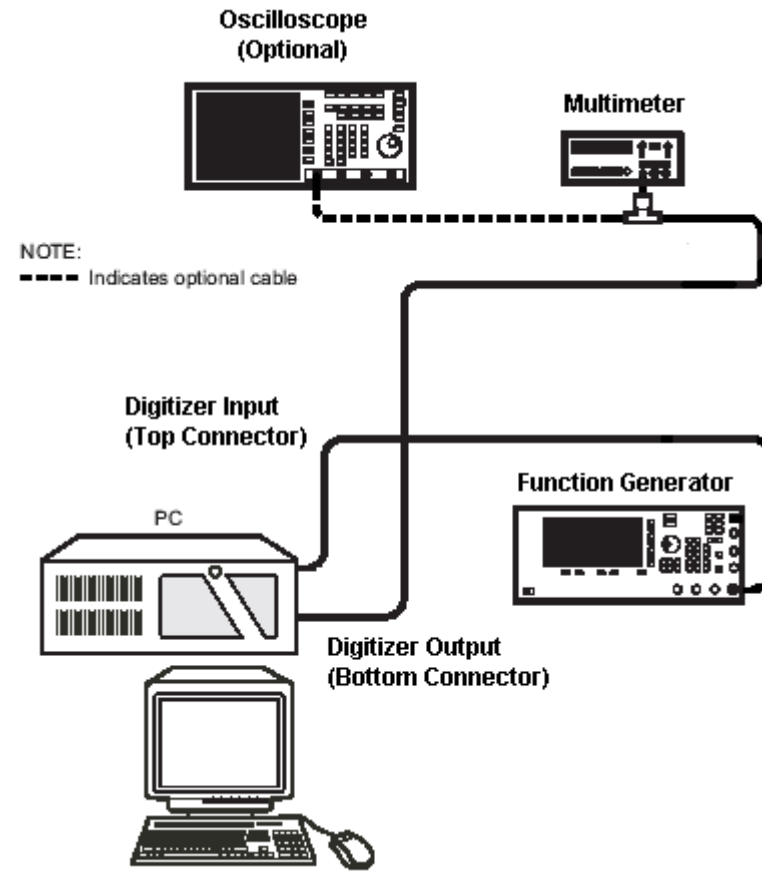 Oscilloscope
(Optional)
Multimeter
NOTE:
Indicates optional cable
Digitizer Input
(Top Connector)
Function Generator
PC
Digitizer Output
(Bottom Connector)